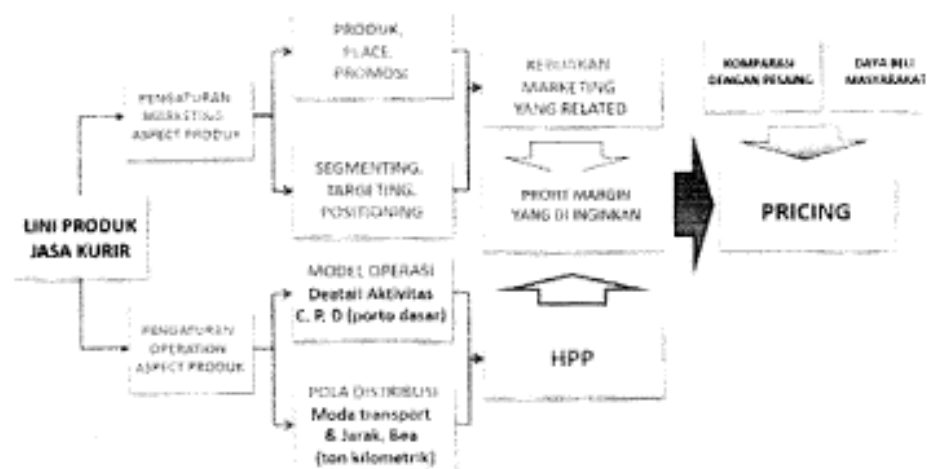 PRODUK,
PLACE,
PROMOSI
KEBIJAKAN
MARKETING
YANG RELATED
KOMPARASI
DENGAN PESAING
DAYA BELI
MASYARAKAT
PENGATURAN
MARKETING
ASPECT PRODUK
SEGMENTING,
TARGETING,
POSITIONING
PROFIT MARGIN
YANG DI INGINKAN
PRICING
LINI PRODUK
JASA KURIR
MODEL OPERASI
Deatail Aktivitas
C, P, D (porto dasar)
PENGATURAN
OPERATION
ASPECT PRODUK
HPP
POLA DISTRIBUSI
Moda transport
& Jarak, Bea
(ton kilometrik)